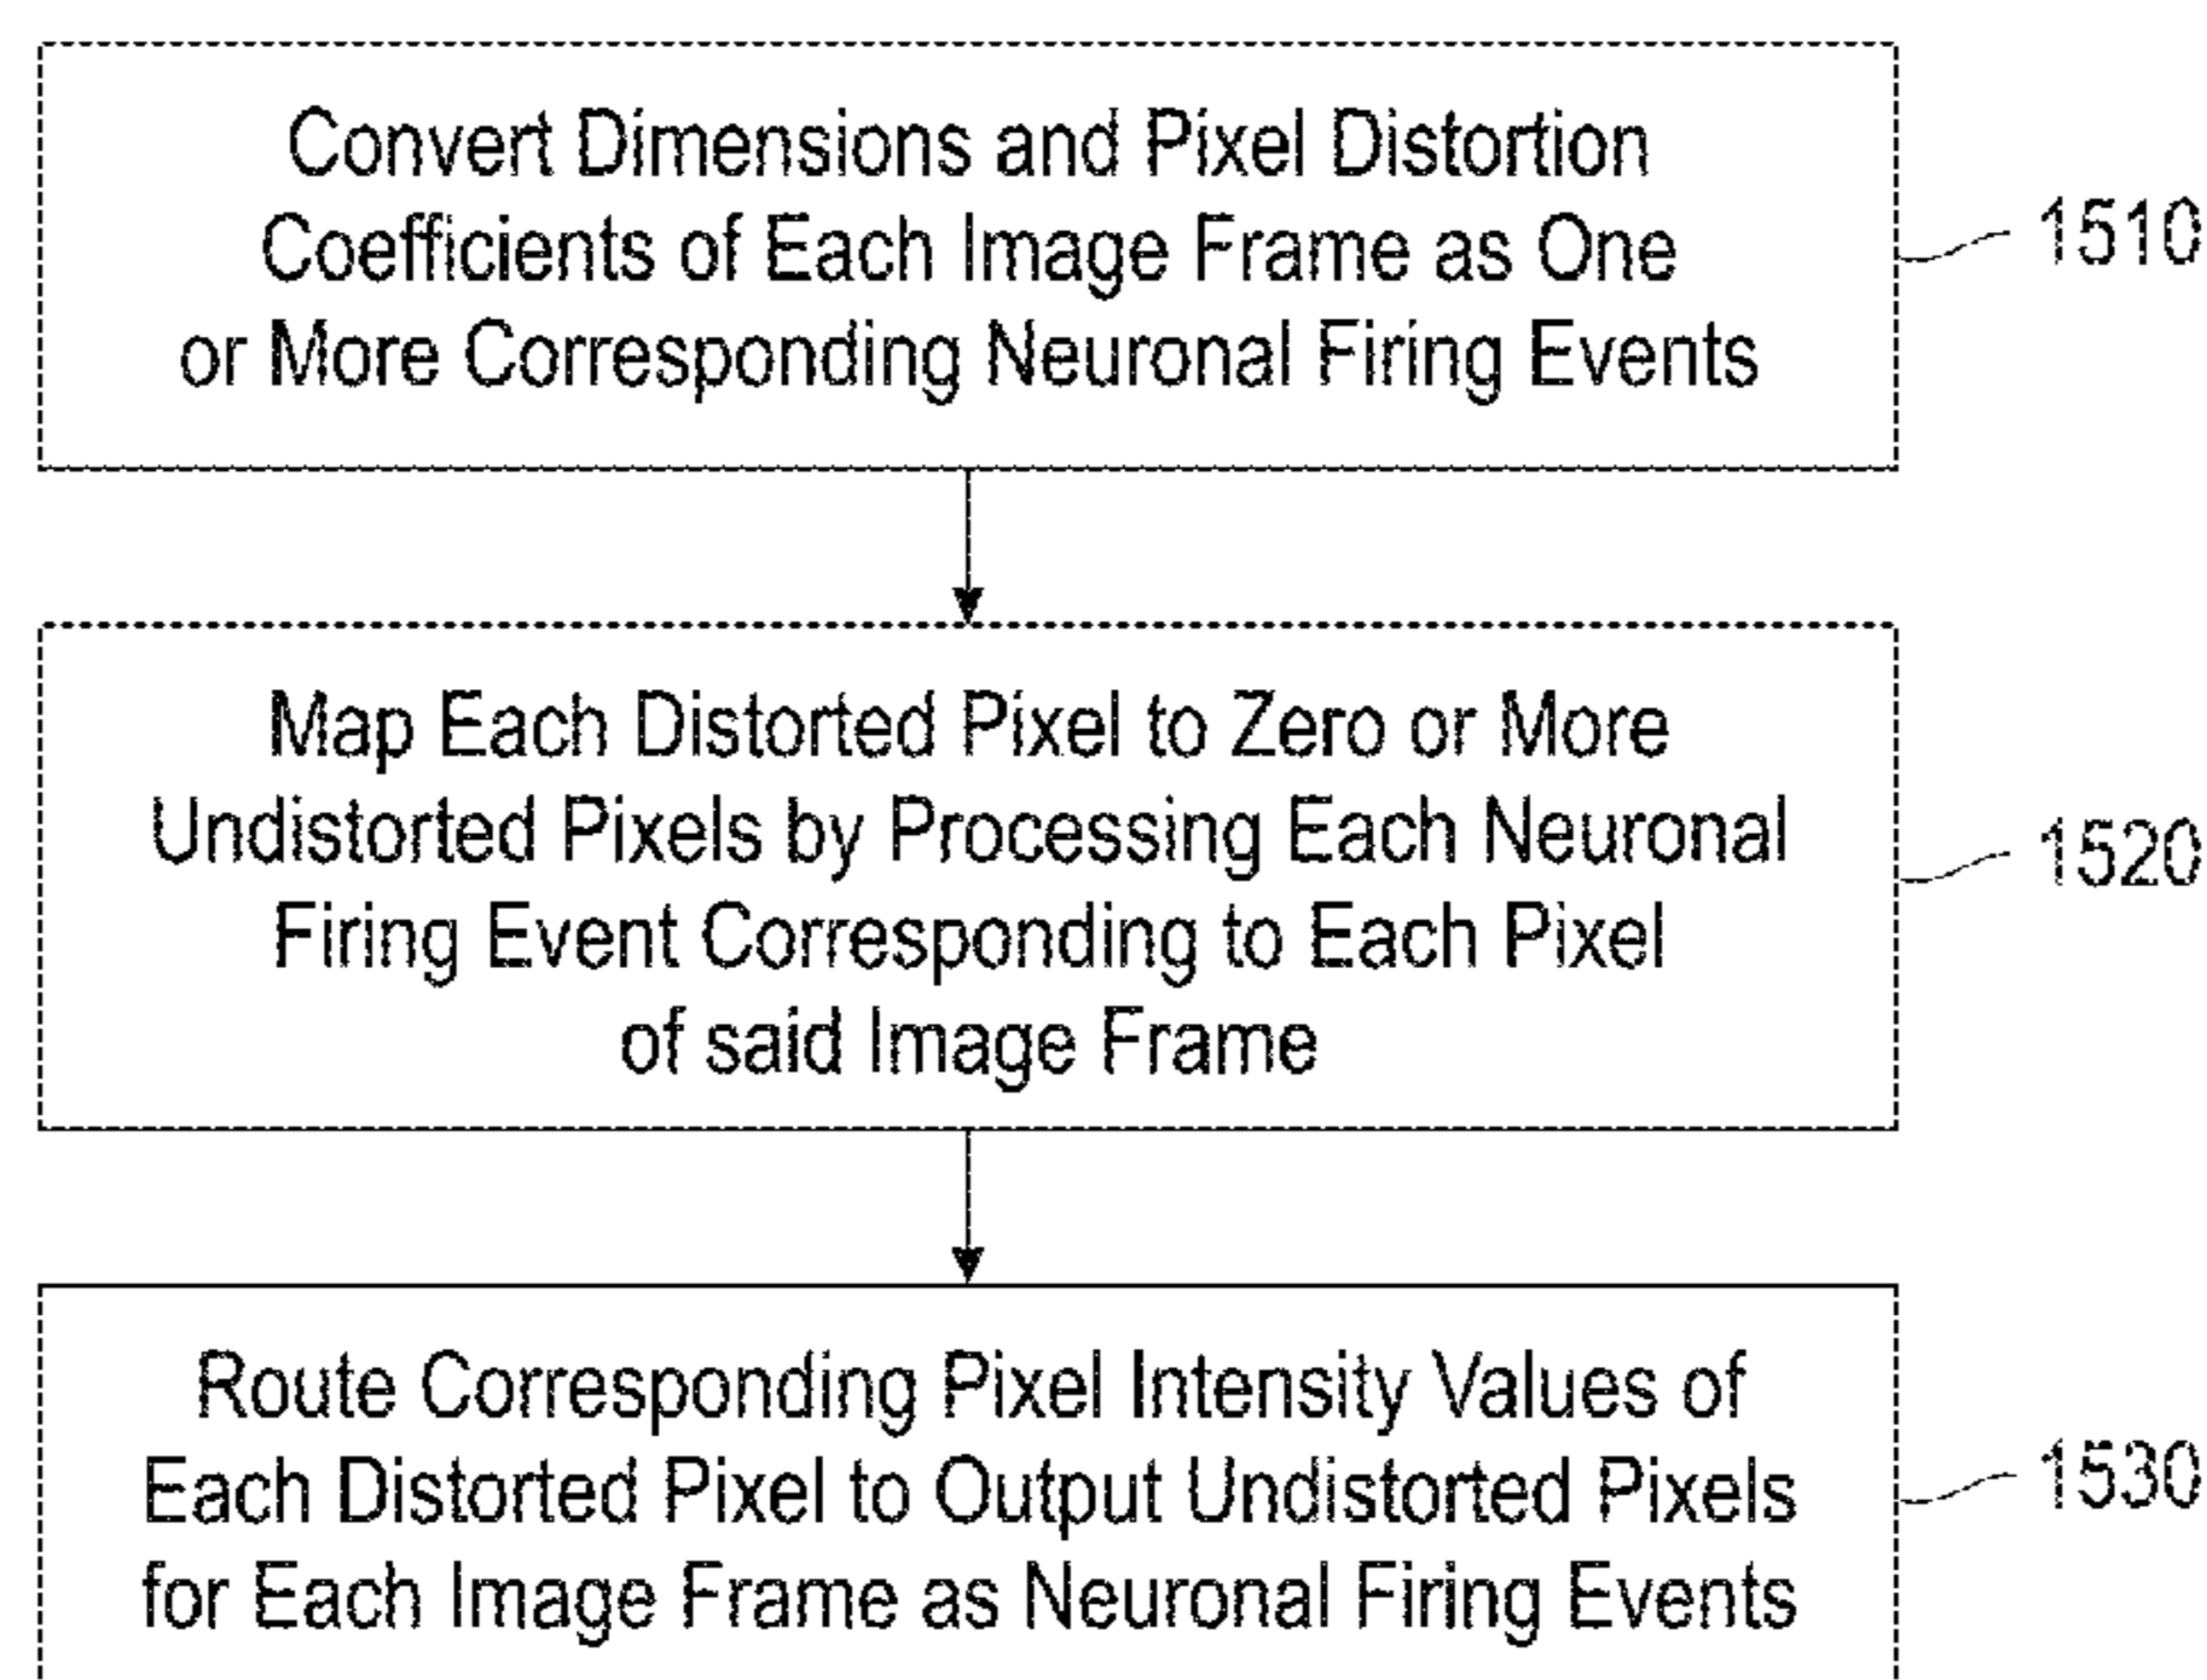 Convert Dimensions and Pixel Distortion
Coefficients of Each Image Frame as One
or More Corresponding Neuronal Firing Events
1510
Map Each Distorted Pixel to Zero or More
Undistorted Pixels by Processing Each Neuronal
Firing Event Corresponding to Each Pixel
of said Image Frame
1520
Route Corresponding Pixel Intensity Values of
Each Distorted Pixel to Output Undistorted Pixels
for Each Image Frame as Neuronal Firing Events
1530